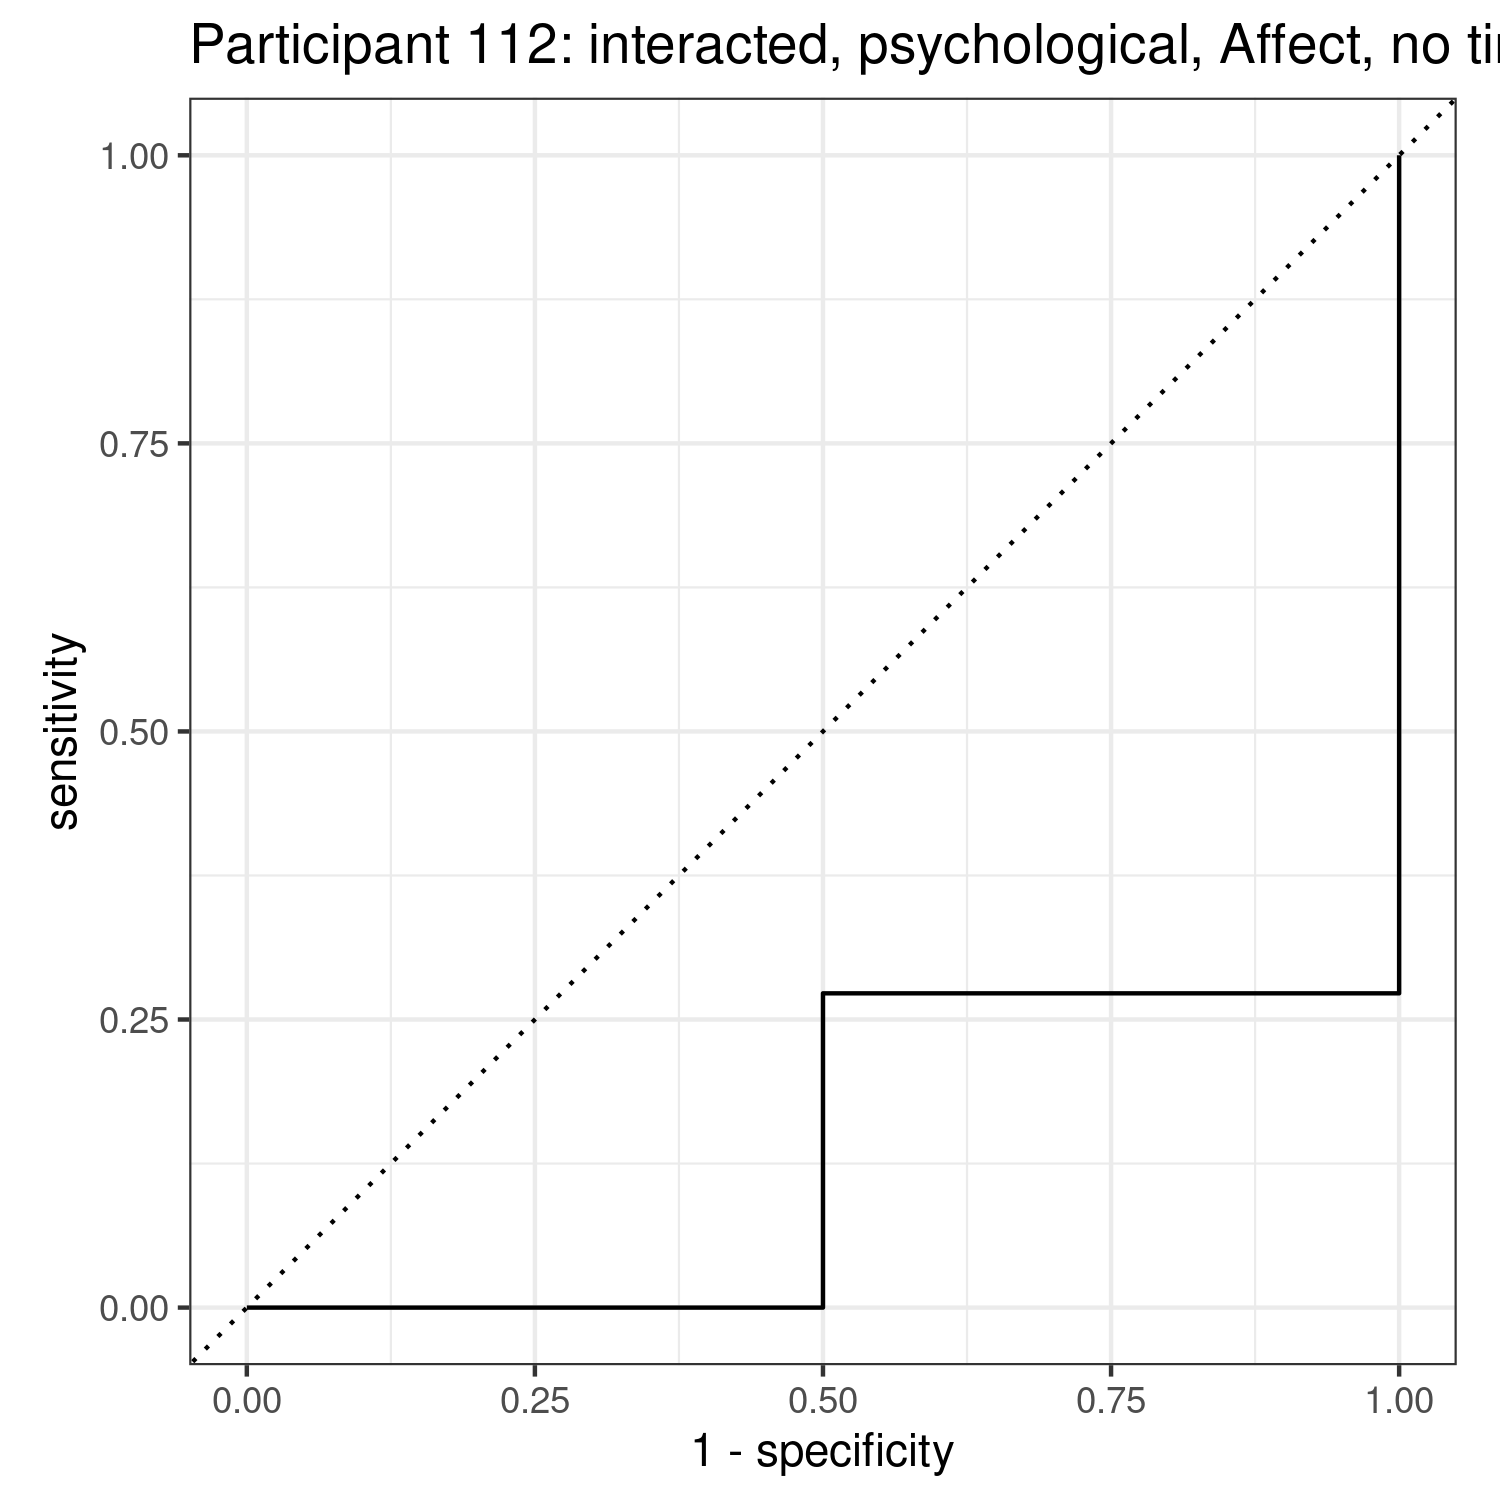 Participant 112: interacted, psychological, Affect, no
1.00
0.75
0.50
0.25
0.00
sensitivity
0.00 0.25 0.50 0.75 1.00
1 - specificity